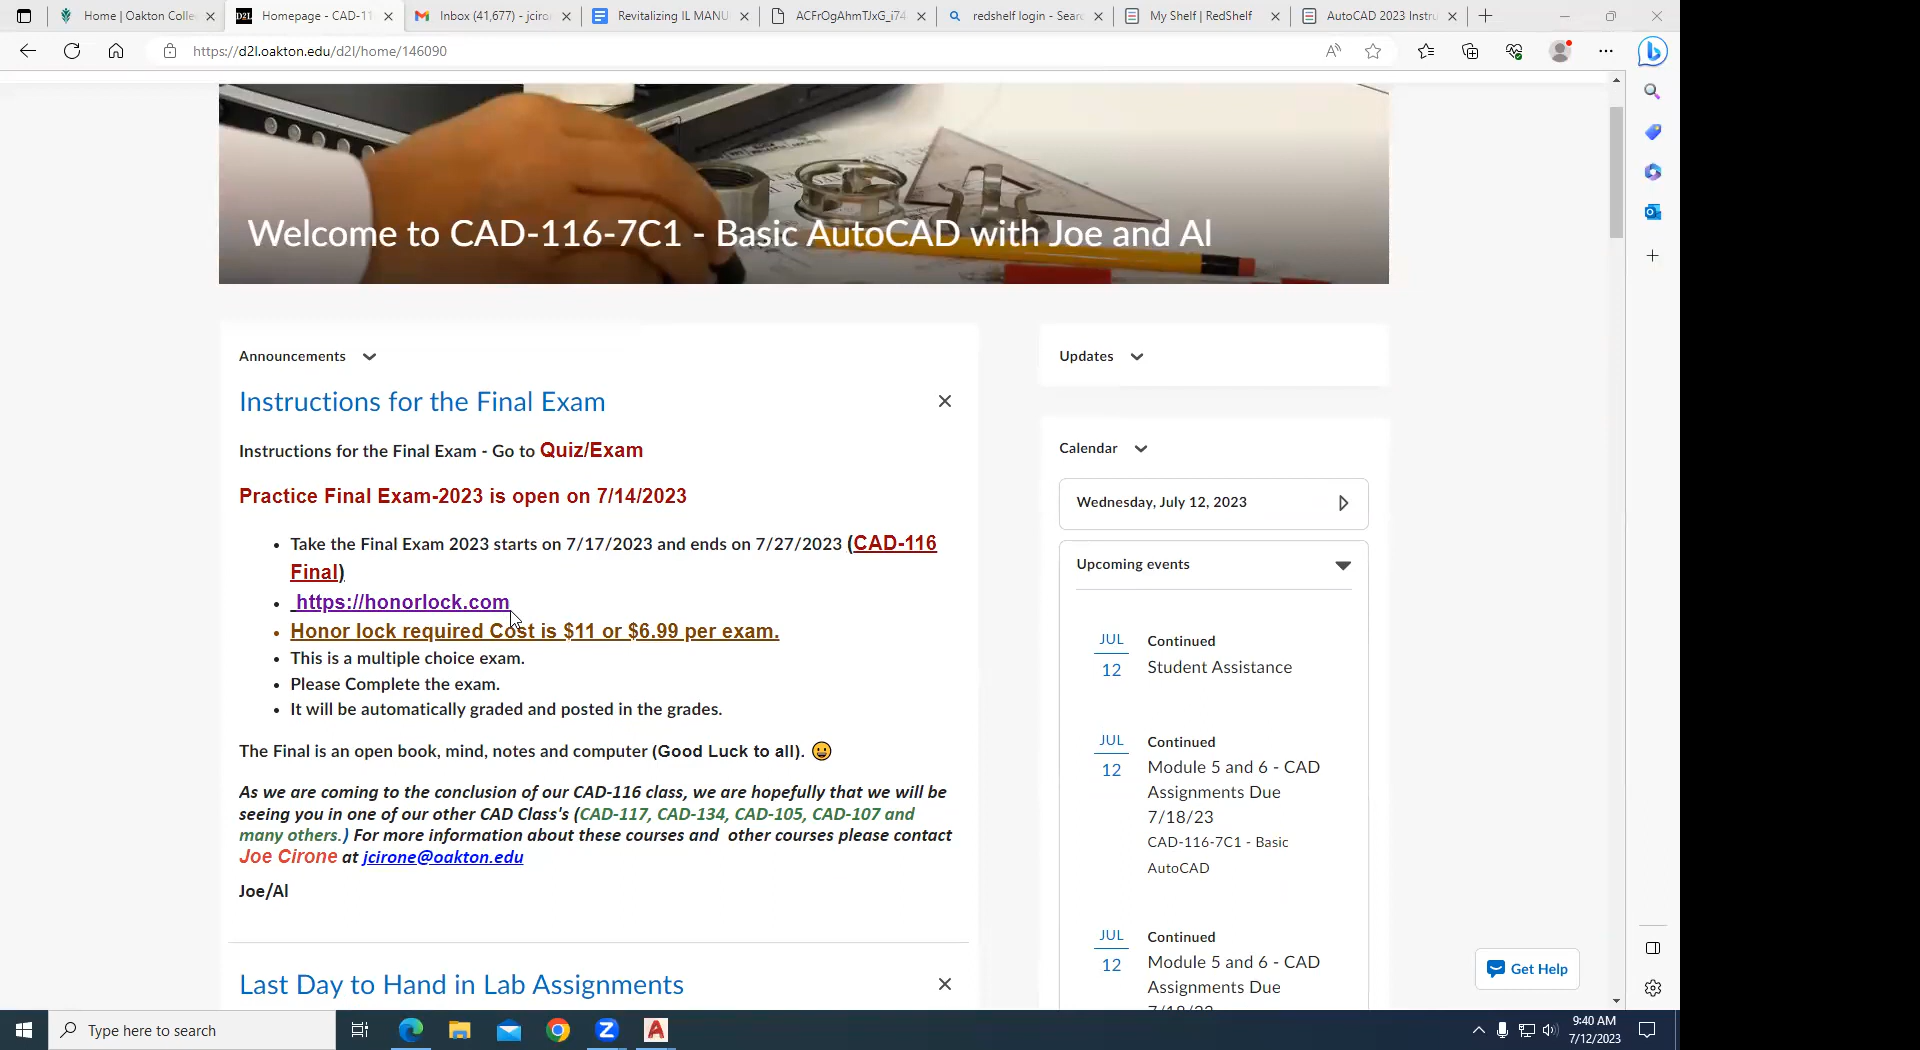 Home | Oakton Colle
Homepage - CAD-11
Inbox (41,677) - jciro
Revitalizing IL MANU
ACFrOgAhmTJxG_i74
redshelf login - Sear
My Shelf | RedShelf
AutoCAD 2023 Instru
https://d2l.oakton.edu/d2l/home/146090
Welcome to CAD-116-7C1 - Basic AutoCAD with Joe and Al
Announcements
Instructions for the Final Exam
Instructions for the Final Exam - Go to Quiz/Exam
Practice Final Exam-2023 is open on 7/14/2023
Take the Final Exam 2023 starts on 7/17/2023 and ends on 7/27/2023 (CAD-116
Final)
https://honorlock.com
Honor lock required Cost is $11 or $6.99 per exam.
This is a multiple choice exam.
Please Complete the exam.
It will be automatically graded and posted in the grades.
The Final is an open book, mind, notes and computer (Good Luck to all). 😀
As we are coming to the conclusion of our CAD-116 class, we are hopefully that we will be
seeing you in one of our other CAD Class's (CAD-117, CAD-134, CAD-105, CAD-107 and
many others.) For more information about these courses and other courses please contact
Joe Cirone at jcirone@oakton.edu
Joe/Al
Last Day to Hand in Lab Assignments
Updates
Calendar
Wednesday, July 12, 2023
Upcoming events
JUL
12
Continued
Student Assistance
JUL
12
Continued
Module 5 and 6 - CAD
Assignments Due
7/18/23
CAD-116-7C1 - Basic
AutoCAD
JUL
12
Continued
Module 5 and 6 - CAD
Assignments Due
7/18/23
Get Help
Type here to search
9:40 AM
7/12/2023